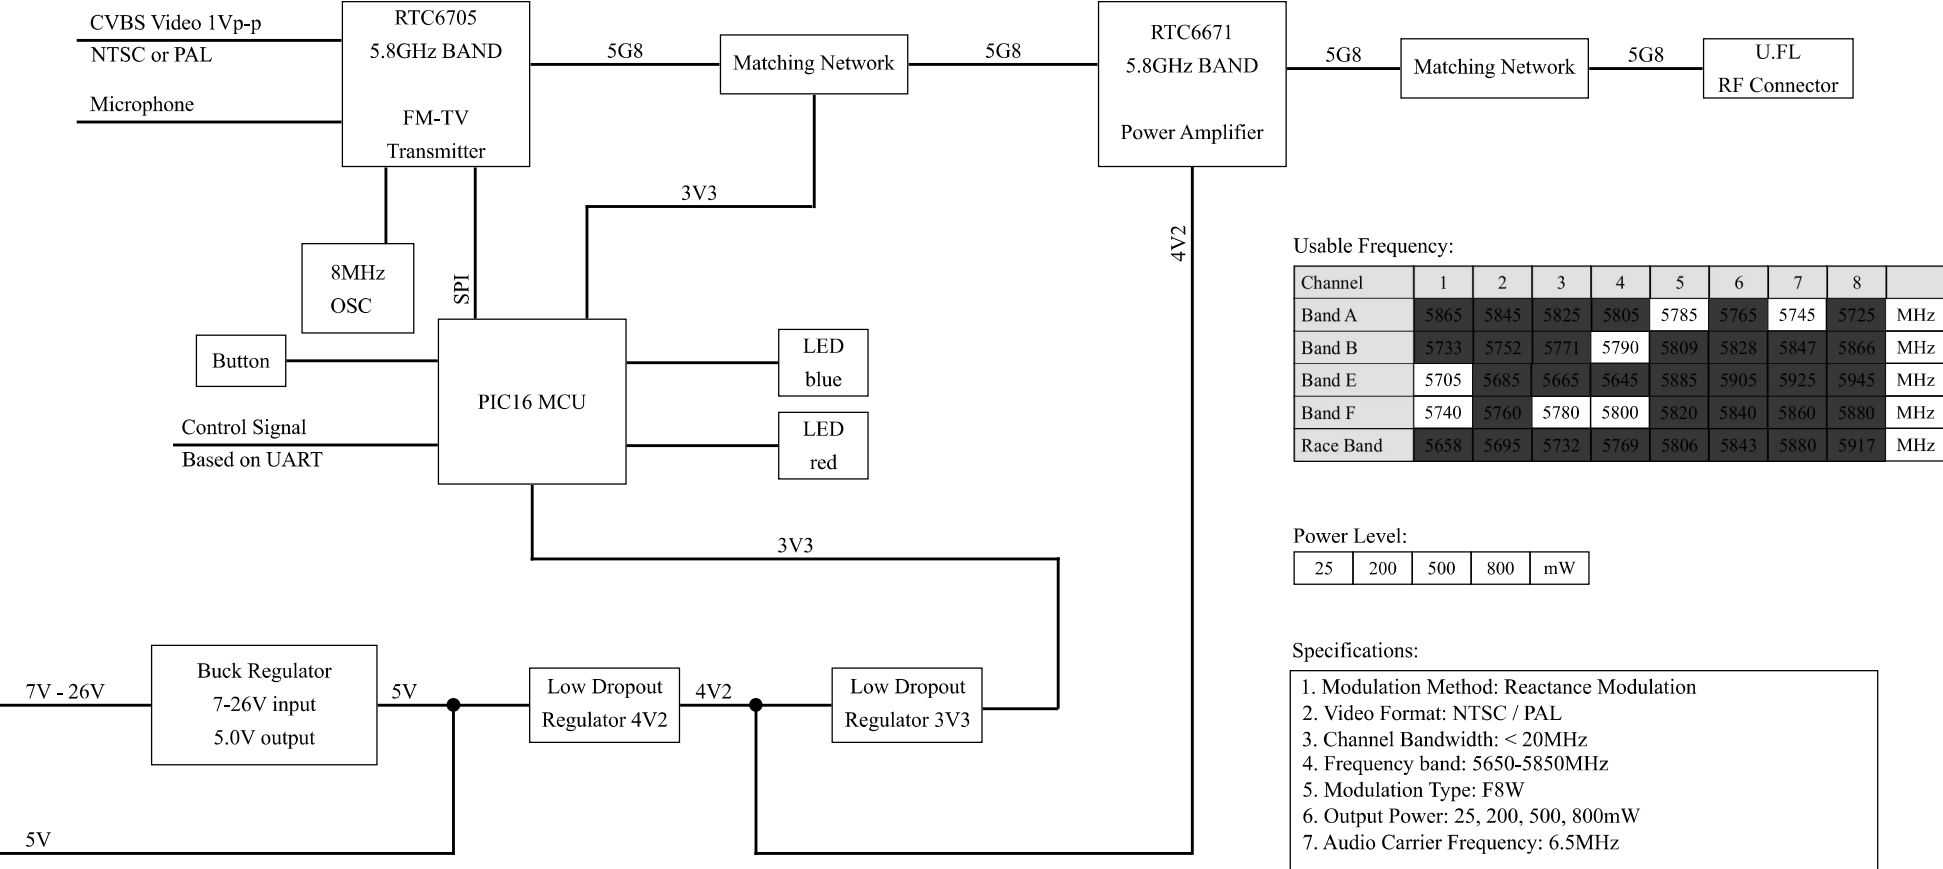 CVBS Video 1Vp-p
NTSC or PAL
Microphone
RTC6705
5.8GHz BAND
FM-TV
Transmitter
5G8
Matching Network
5G8
RTC6671
5.8GHz BAND
Power Amplifier
5G8
Matching Network
5G8
U.FL
RF Connector
3V3
4V2
8MHz
OSC
SPI
Button
Control Signal
Based on UART
PIC16 MCU
LED
blue
LED
red
3V3
7V - 26V
Buck Regulator
7-26V input
5.0V output
5V
Low Dropout
Regulator 4V2
4V2
Low Dropout
Regulator 3V3
5V
Usable Frequency:
Channel 1 2 3 4 5 6 7 8
Band A 5865 5845 5825 5805 5785 5765 5745 5725 MHz
Band B 5733 5752 5771 5790 5809 5828 5847 5866 MHz
Band E 5705 5685 5665 5645 5885 5905 5925 5945 MHz
Band F 5740 5760 5780 5800 5820 5840 5860 5880 MHz
Race Band 5658 5695 5732 5769 5806 5843 5880 5917 MHz
Power Level:
25 200 500 800 mW
Specifications:
1. Modulation Method: Reactance Modulation
2. Video Format: NTSC / PAL
3. Channel Bandwidth: < 20MHz
4. Frequency band: 5650-5850MHz
5. Modulation Type: F8W
6. Output Power: 25, 200, 500, 800mW
7. Audio Carrier Frequency: 6.5MHz